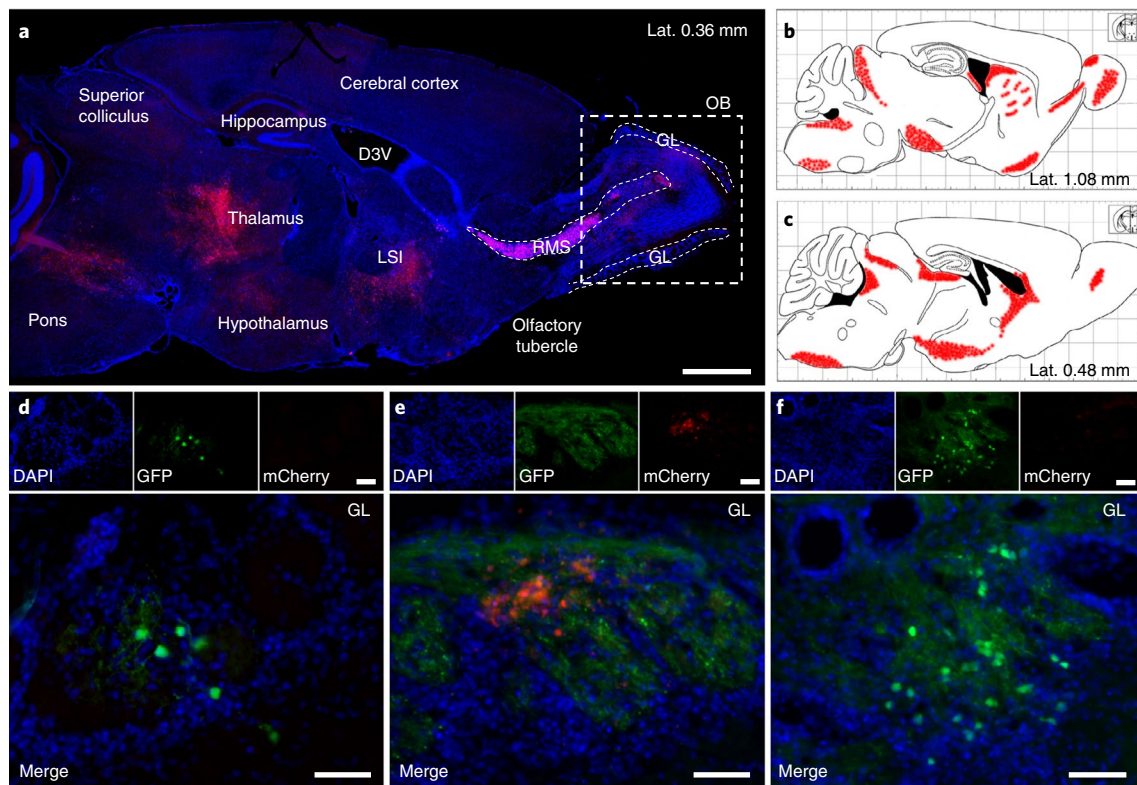 a
Lat. 0.36 mm
Cerebral cortex
Superior
colliculus
OB
Hippocampus
GL
D3V
Thalamus
RMS
LSI
GL
Pons
Hypothalamus
Olfactory
tubercle
b
Lat. 1.08 mm
c
Lat. 0.48 mm
d
DAPI
GFP
mCherry
GL
Merge
e
DAPI
GFP
mCherry
GL
Merge
f
DAPI
GFP
mCherry
GL
Merge